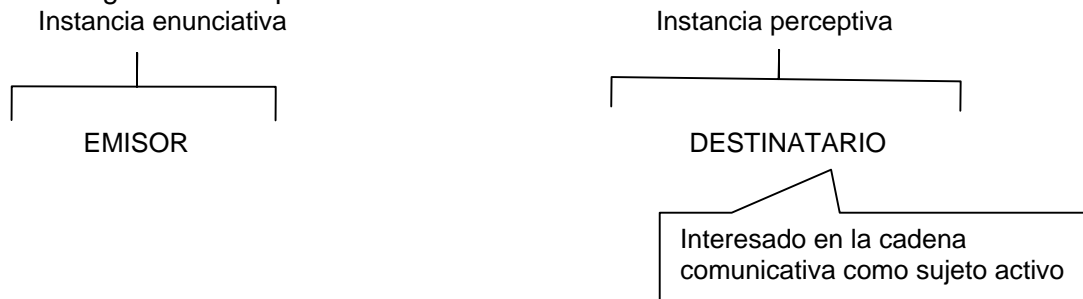 Instancia enunciativa
Instancia perceptiva
EMISOR
DESTINATARIO
Interesado en la cadena
comunicativa como sujeto activo